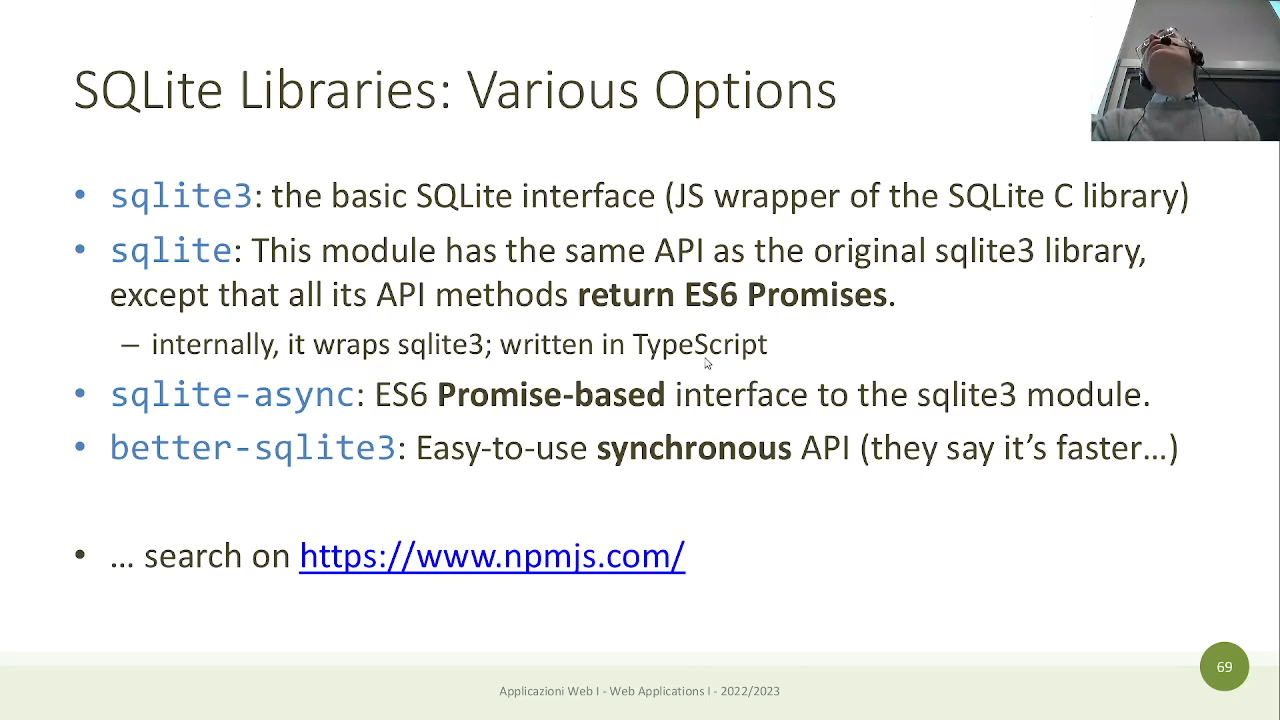 SQLite Libraries: Various Options
• sqlite3: the basic SQLite interface (JS wrapper of the SQLite C library)
• sqlite: This module has the same API as the original sqlite3 library,
except that all its API methods return ES6 Promises.
– internally, it wraps sqlite3; written in TypeScript
• sqlite-async: ES6 Promise-based interface to the sqlite3 module.
• better-sqlite3: Easy-to-use synchronous API (they say it’s faster…)
• … search on https://www.npmjs.com/
69
Applicazioni Web I - Web Applications I - 2022/2023